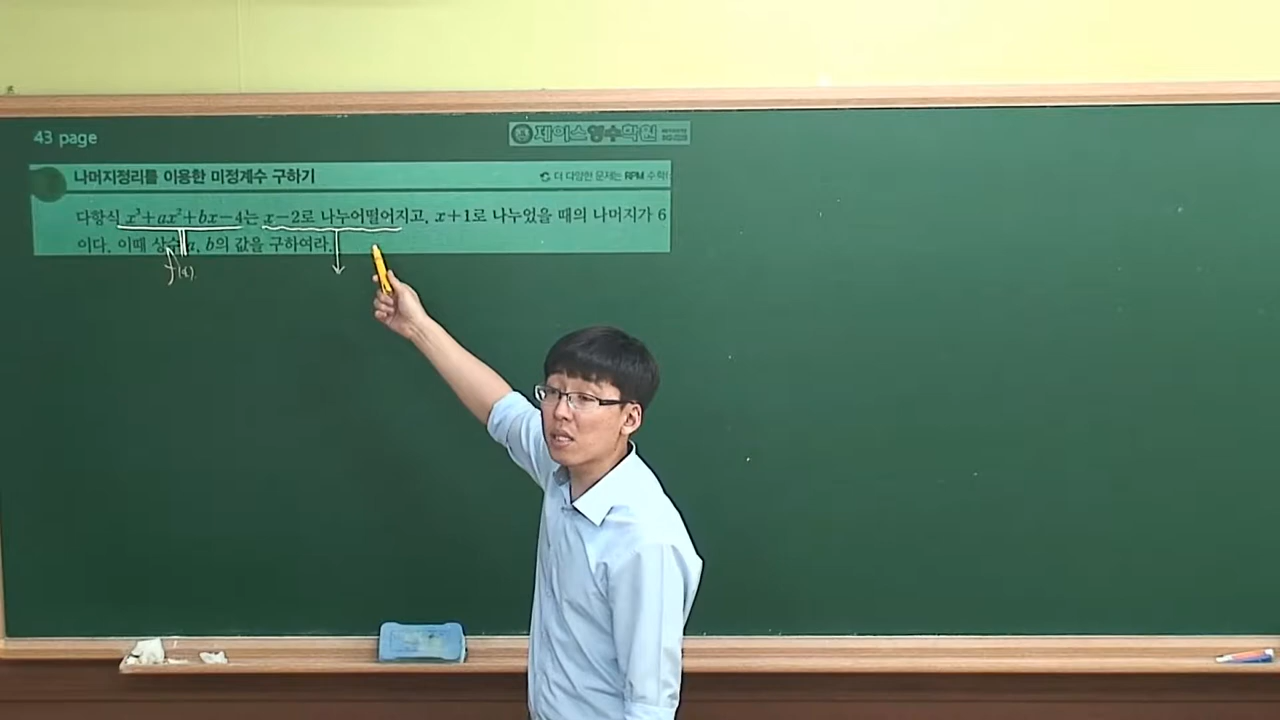 43 page
제이스영수학원
나머지정리를 이용한 미정계수 구하기
더 다양한 문제는 RPM 수학
다항식 x³+ax²+bx-4는 x-2로 나누어떨어지고, x+1로 나누었을 때의 나머지가 6
이다. 이때 상수 a, b의 값을 구하여라.